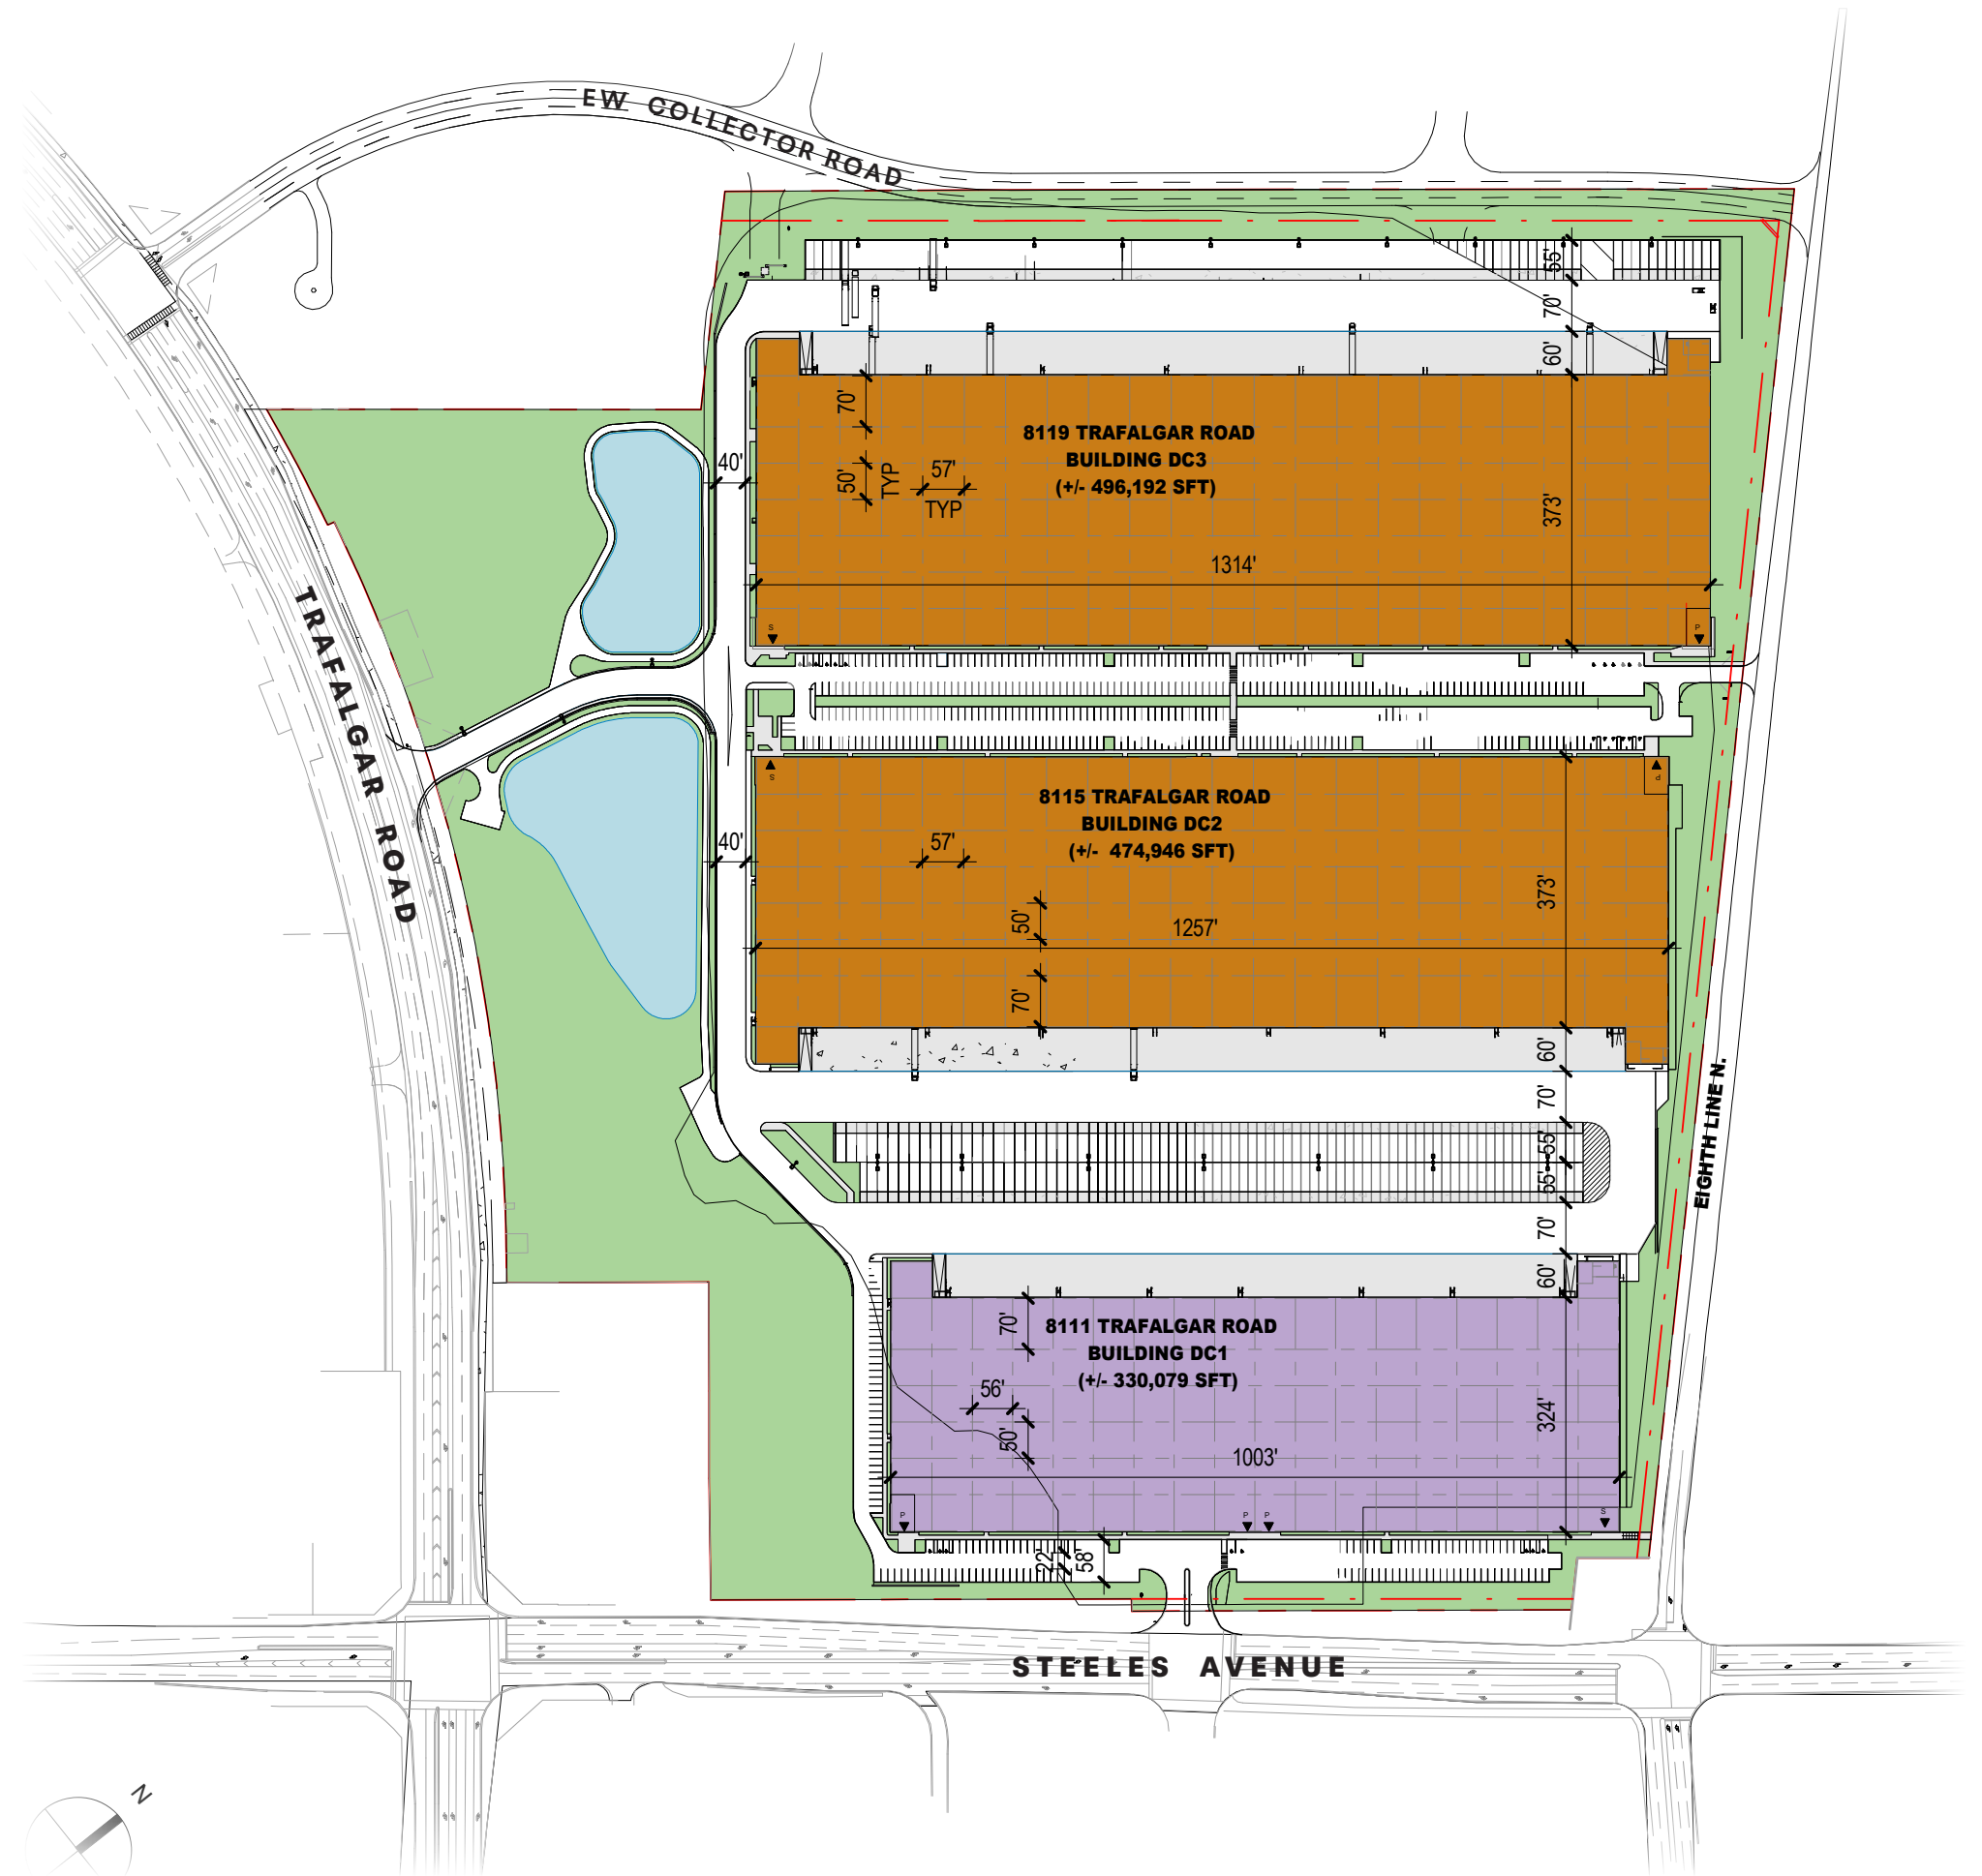 EW COLLECTOR ROAD
55'
70'
60'
70'
8119 TRAFALGAR ROAD
BUILDING DC3
(+/- 496,192 SFT)
40'
50'
TYP
57'
TYP
373'
1314'
S
P
TRAFALGAR ROAD
S
P
8115 TRAFALGAR ROAD
BUILDING DC2
(+/- 474,946 SFT)
40'
57'
373'
50'
1257'
70'
60'
70'
55'
55'
70'
60'
EIGHTH LINE N.
70'
8111 TRAFALGAR ROAD
BUILDING DC1
(+/- 330,079 SFT)
56'
50'
324'
1003'
P
P
P
S
22'
58'
STEELES AVENUE
N